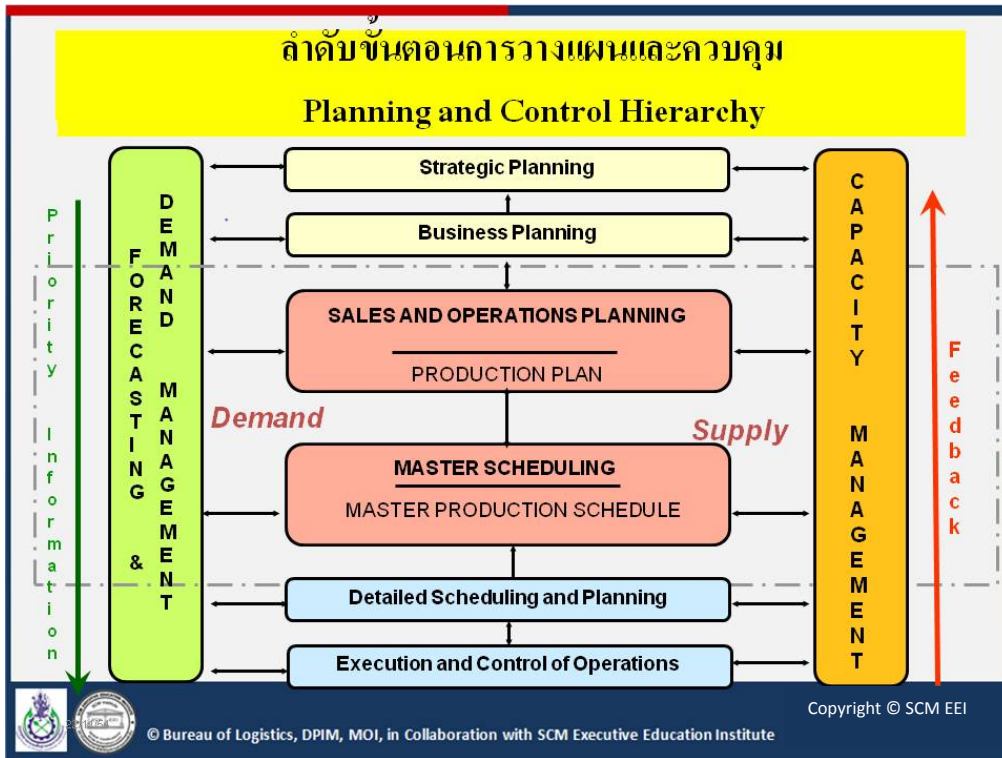 ลำดับขั้นตอนการวางแผนและควบคุม
Planning and Control Hierarchy
Priority Information
FORECASTING &
DEMAND MANAGEMENT
Strategic Planning
Business Planning
SALES AND OPERATIONS PLANNING
PRODUCTION PLAN
Demand
Supply
MASTER SCHEDULING
MASTER PRODUCTION SCHEDULE
Detailed Scheduling and Planning
Execution and Control of Operations
CAPACITY MANAGEMENT
Feedback
Copyright © SCM EEI
© Bureau of Logistics, DPIM, MOI, in Collaboration with SCM Executive Education Institute